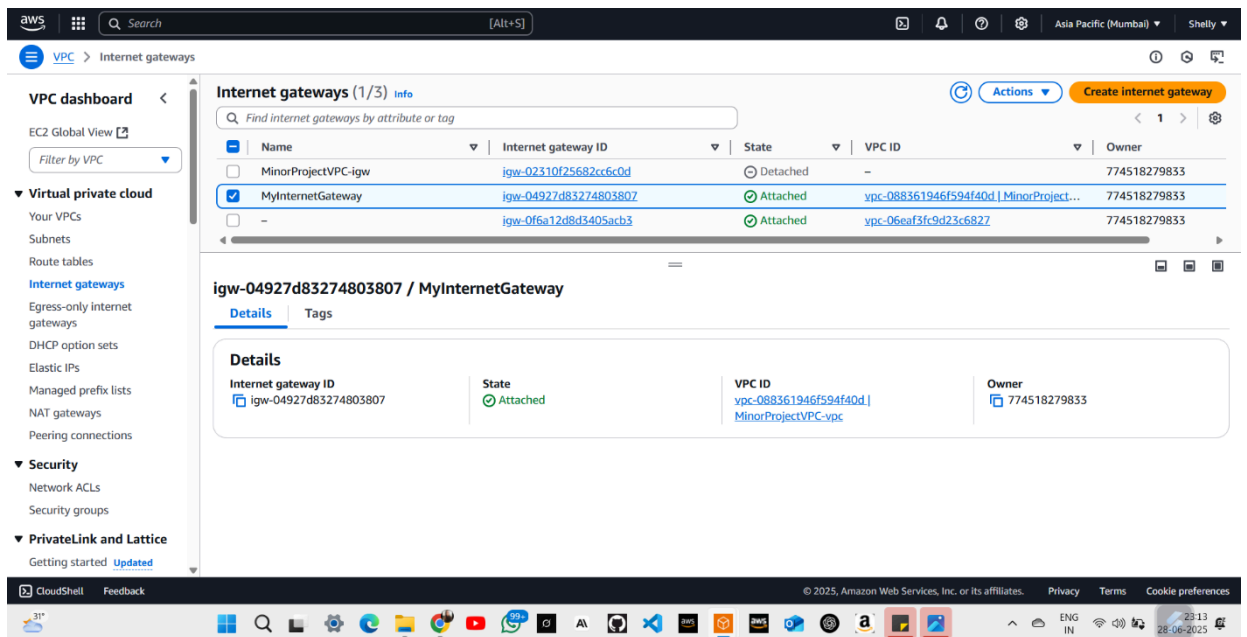 aws Search [Alt+S] Asia Pacific (Mumbai) Shelly
VPC > Internet gateways
VPC dashboard
EC2 Global View
Filter by VPC
Virtual private cloud
Your VPCs
Subnets
Route tables
Internet gateways
Egress-only internet
gateways
DHCP option sets
Elastic IPs
Managed prefix lists
NAT gateways
Peering connections
Security
Network ACLs
Security groups
PrivateLink and Lattice
Getting started Updated
Internet gateways (1/3) Info Actions Create internet gateway
Find internet gateways by attribute or tag < 1 >
Name Internet gateway ID State VPC ID Owner
MinorProjectVPC-igw igw-02310f25682cc6c0d Detached – 774518279833
MyInternetGateway igw-04927d83274803807 Attached vpc-088361946f594f40d | MinorProject... 774518279833
– igw-0f6a12d8d3405acb3 Attached vpc-06eaf3fc9d23c6827 774518279833
igw-04927d83274803807 / MyInternetGateway
Details Tags
Details
Internet gateway ID State VPC ID Owner
igw-04927d83274803807 Attached vpc-088361946f594f40d | 774518279833
MinorProjectVPC-vpc
CloudShell Feedback © 2025, Amazon Web Services, Inc. or its affiliates. Privacy Terms Cookie preferences
31° 99+ aws aws a ENG 23:13
IN 28-06-2025